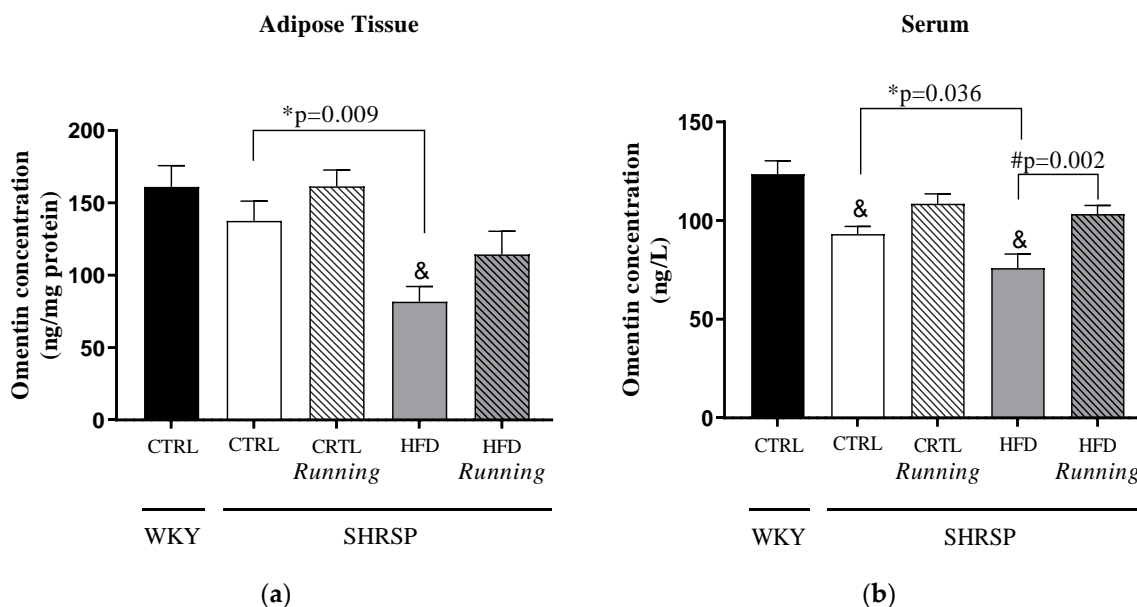 Adipose Tissue
*p=0.009
200
150
100
50
0
Omentin concentration
(ng/mg protein)
&
CTRL
CTRL
CRTL
Running
HFD
HFD
Running
WKY
SHRSP
(a)
Serum
*p=0.036
#p=0.002
150
100
50
0
Omentin concentration
(ng/L)
&
&
CTRL
CTRL
CRTL
Running
HFD
HFD
Running
WKY
SHRSP
(b)